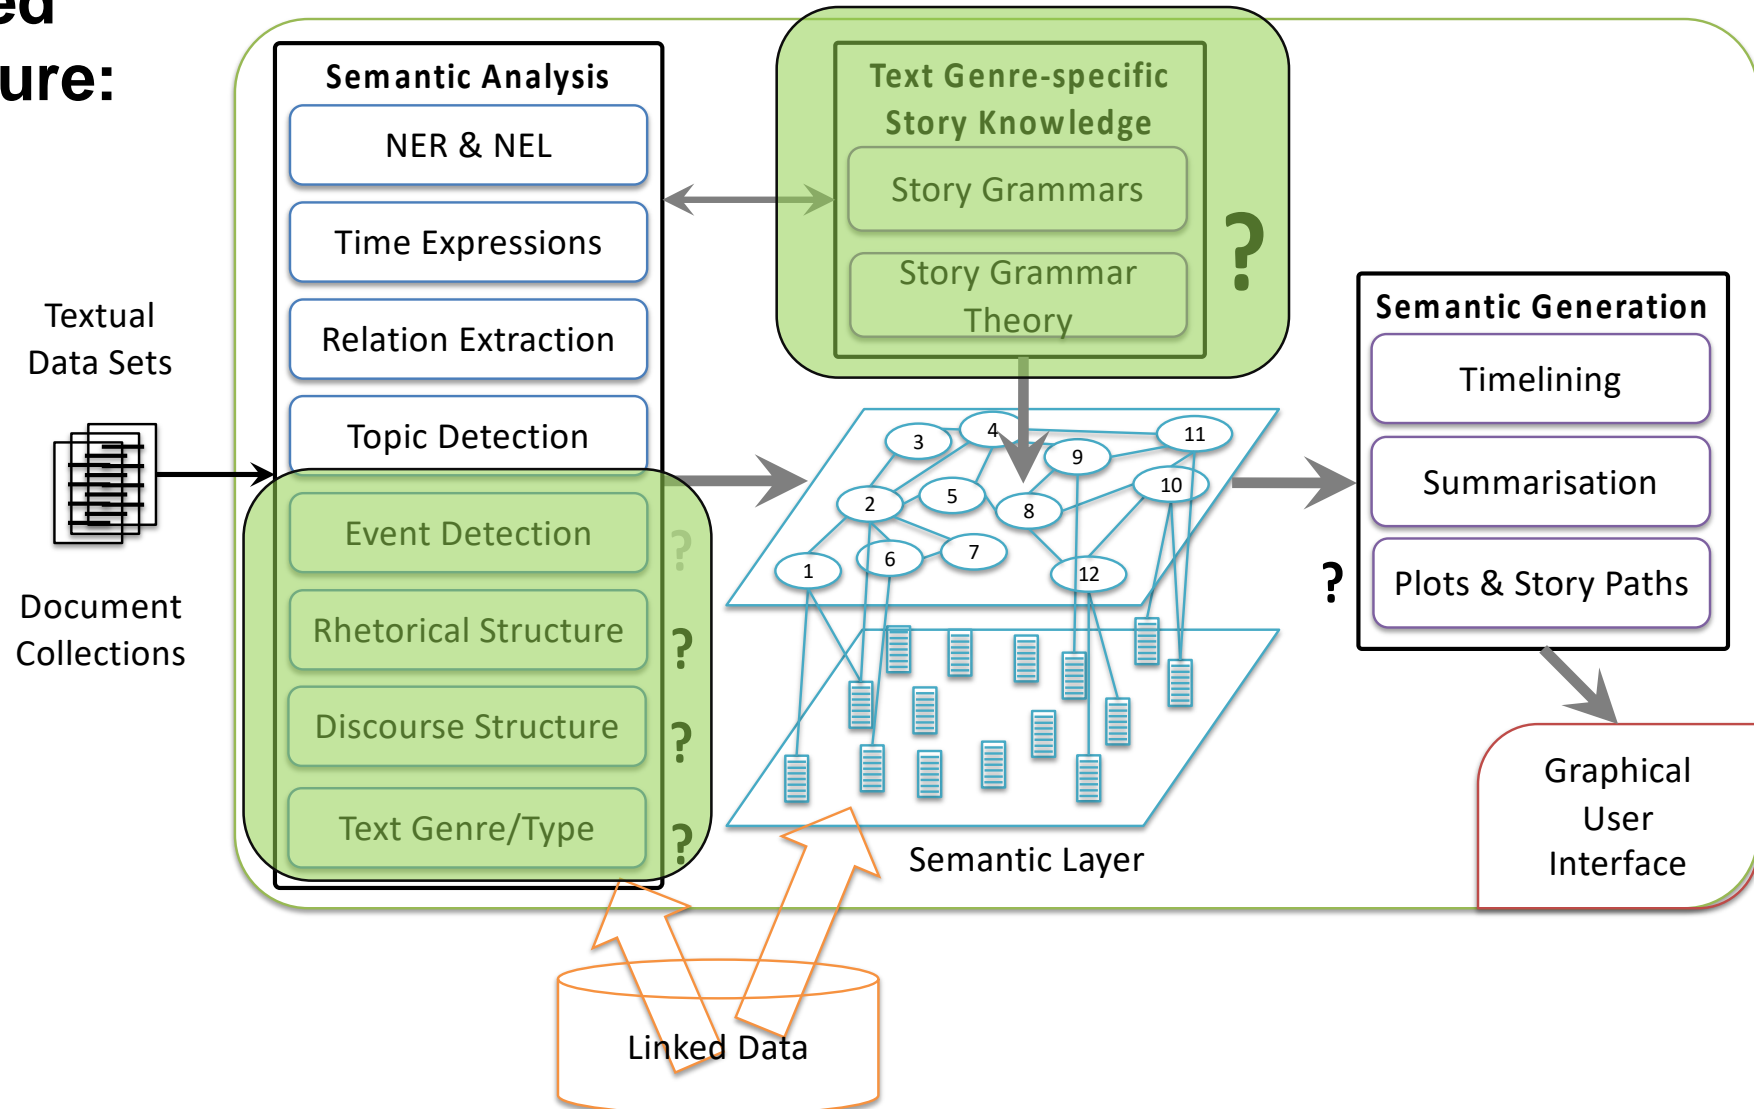 ed
ure:
Semantic Analysis
NER & NEL
Time Expressions
Relation Extraction
Topic Detection
Event Detection
?
Rhetorical Structure
?
Discourse Structure
?
Text Genre/Type
?
Textual
Data Sets
Document
Collections
Text Genre-specific
Story Knowledge
Story Grammars
Story Grammar
Theory
?
3
4
11
9
2
5
10
8
1
6
7
12
Semantic Layer
Semantic Generation
Timelining
Summarisation
?
Plots & Story Paths
Graphical
User
Interface
Linked Data